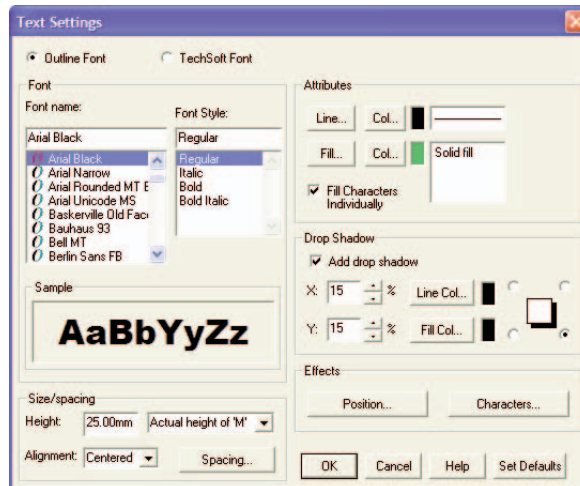 Text Settings
Outline Font
TechSoft Font
Font
Font name:
Font Style:
Arial Black
Regular
Arial Black
Arial Narrow
Arial Rounded MT E
Arial Unicode MS
Baskerville Old Fac
Bauhaus 93
Bell MT
Berlin Sans FB
Regular
Italic
Bold
Bold Italic
Sample
AaBbYyZz
Size/spacing
Height: 25.00mm Actual height of 'M'
Alignment: Centered Spacing...
Attributes
Line... Col...
Fill... Col... Solid fill
Fill Characters
Individually
Drop Shadow
Add drop shadow
X: 15 % Line Col...
Y: 15 % Fill Col...
Effects
Position... Characters...
OK Cancel Help Set Defaults